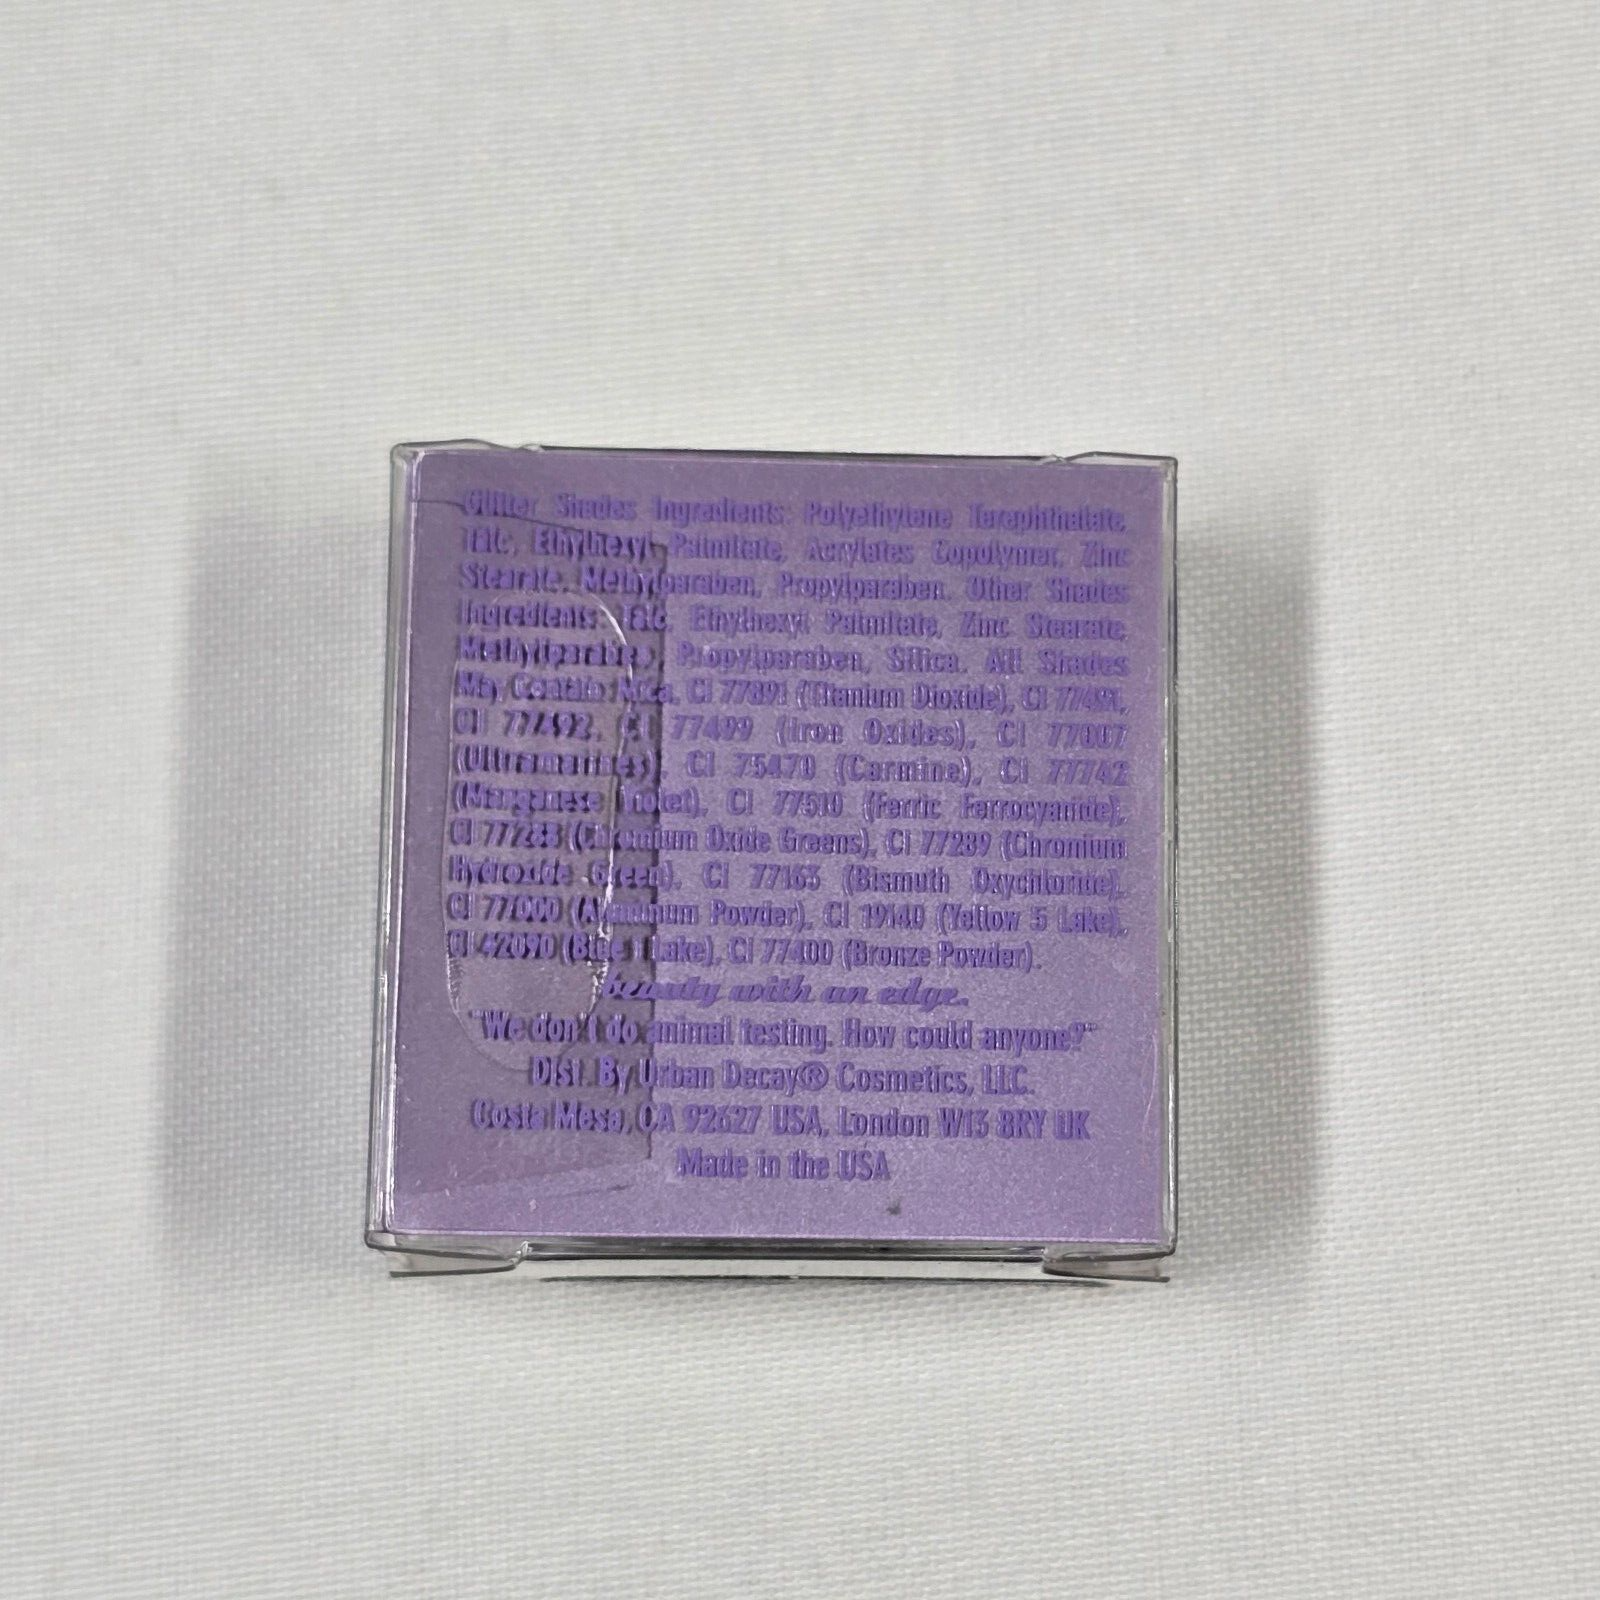 Glitter Shades Ingredients: Polyethylene Terephthalate,
Talc, Ethylhexyl Palmitate, Acrylates Copolymer, Zinc
Stearate, Methylparaben, Propylparaben. Other Shades
Ingredients: Talc, Ethylhexyl Palmitate, Zinc Stearate,
Methylparaben, Propylparaben, Silica. All Shades
May Contain: Mica, CI 77891 (Titanium Dioxide), CI 77491,
CI 77492, CI 77499 (Iron Oxides), CI 77007
(Ultramarines), CI 75470 (Carmine), CI 77742
(Manganese Violet), CI 77510 (Ferric Ferrocyanide),
CI 77288 (Chromium Oxide Greens), CI 77289 (Chromium
Hydroxide Green), CI 77163 (Bismuth Oxychloride),
CI 77000 (Aluminum Powder), CI 19140 (Yellow 5 Lake),
CI 42090 (Blue 1 Lake), CI 77400 (Bronze Powder).
beauty with an edge.
"We don't do animal testing. How could anyone?"
Dist. By Urban Decay® Cosmetics, LLC.
Costa Mesa, CA 92627 USA, London W13 8RY UK
Made in the USA